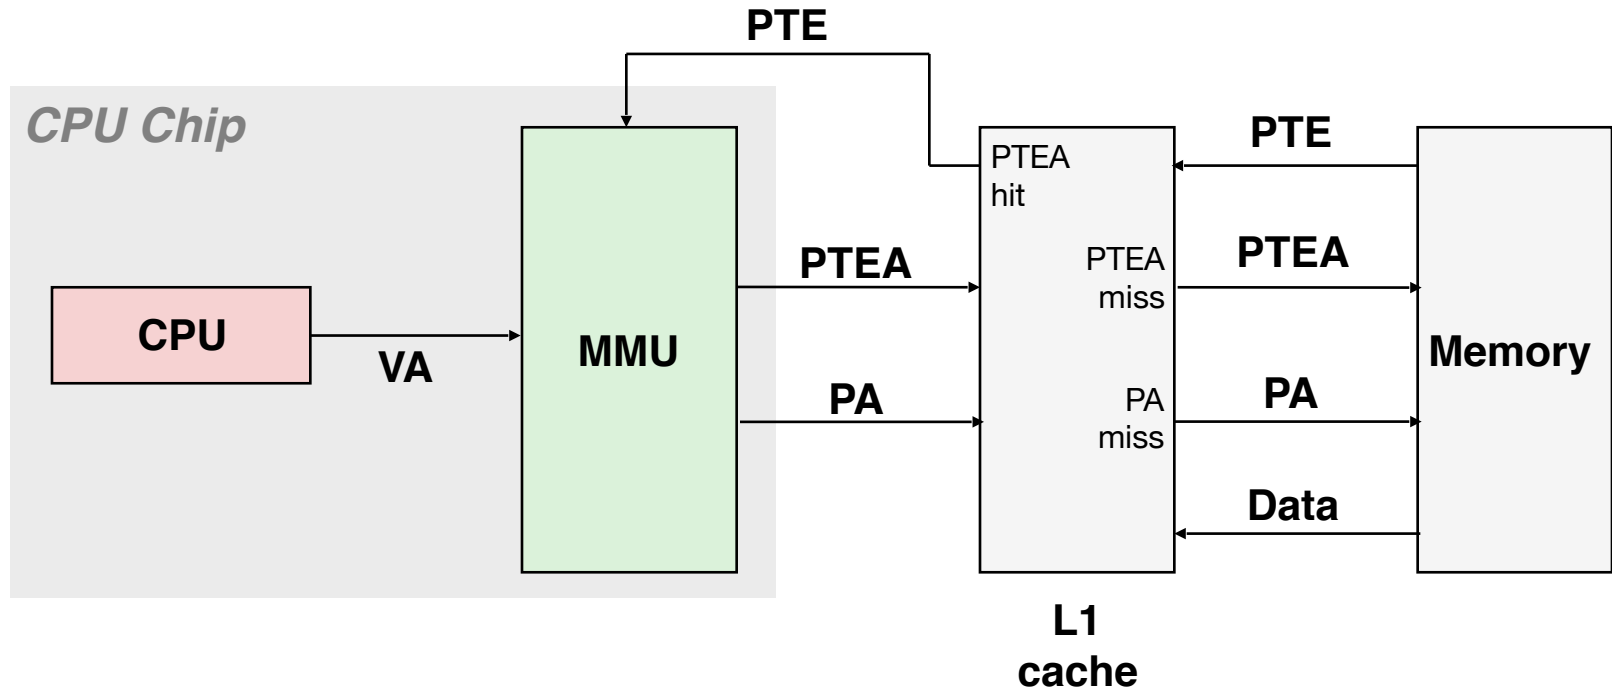 PTE
CPU Chip
PTEA
hit
PTE
PTEA
PTEA
miss
PTEA
CPU
VA
MMU
Memory
PA
PA
miss
PA
Data
L1
cache